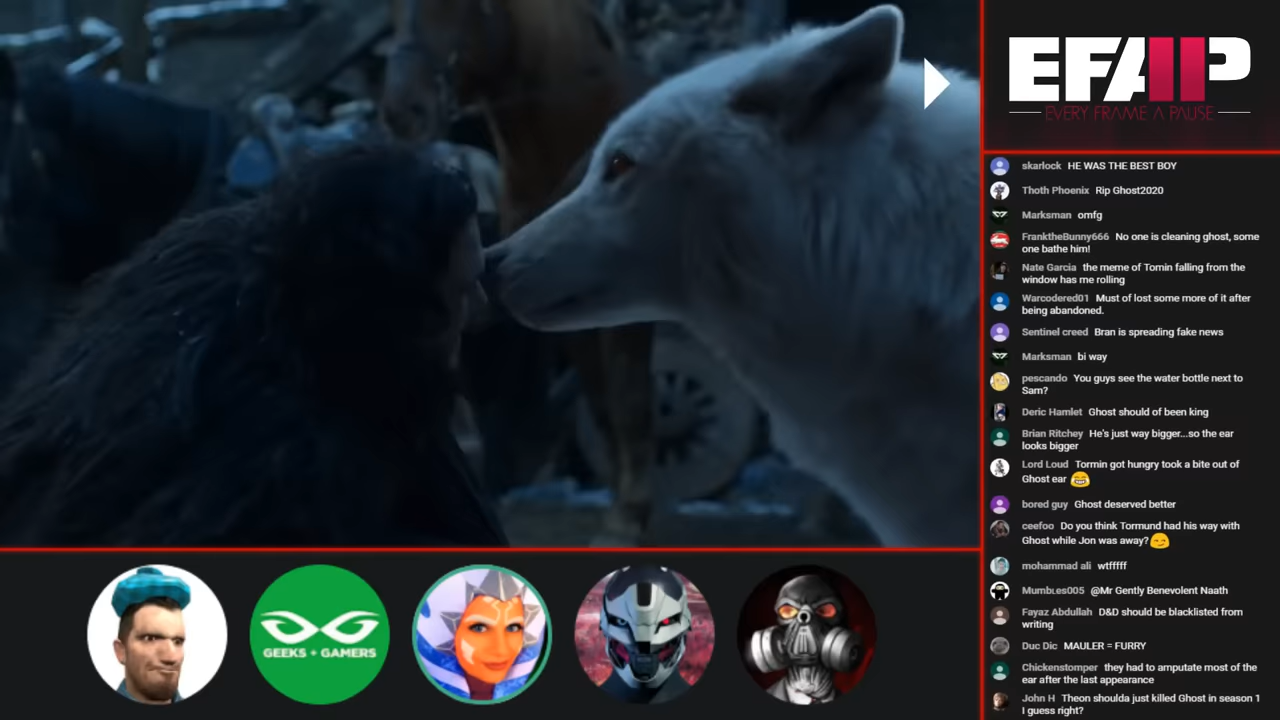 EFAP
EVERY FRAME A PAUSE
skarlock HE WAS THE BEST BOY
Thoth Phoenix Rip Ghost2020
Marksman omfg
FranktheBunny666 No one is cleaning ghost, some
one bathe him!
Nate Garcia the meme of Tomin falling from the
window has me rolling
Warcodered01 Must of lost some more of it after
being abandoned.
Sentinel creed Bran is spreading fake news
Marksman bi way
pescando You guys see the water bottle next to
Sam?
Deric Hamlet Ghost should of been king
Brian Ritchey He's just way bigger...so the ear
looks bigger
Lord Loud Tormin got hungry took a bite out of
Ghost ear 😂
bored guy Ghost deserved better
ceefoo Do you think Tormund had his way with
Ghost while Jon was away?😏
mohammad ali wtfffff
MumbLes005 @Mr Gently Benevolent Naath
Fayaz Abdullah D&D should be blacklisted from
writing
Duc Dic MAULER = FURRY
Chickenstomper they had to amputate most of the
ear after the last appearance
John H Theon shoulda just killed Ghost in season 1
I guess right?
GEEKS + GAMERS